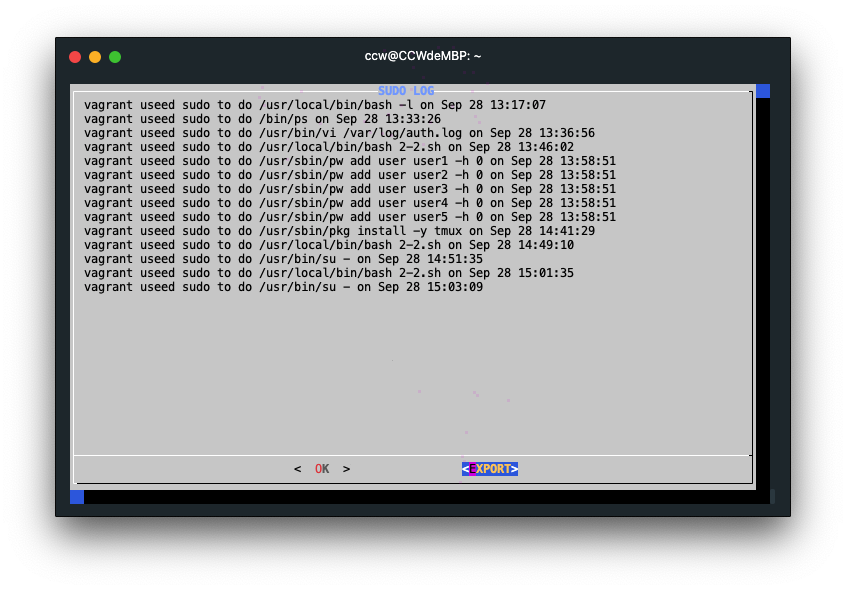 ccw@CCWdeMBP: ~
SUDO LOG
vagrant useed sudo to do /usr/local/bin/bash -l on Sep 28 13:17:07
vagrant useed sudo to do /bin/ps on Sep 28 13:33:26
vagrant useed sudo to do /usr/bin/vi /var/log/auth.log on Sep 28 13:36:56
vagrant useed sudo to do /usr/local/bin/bash 2-2.sh on Sep 28 13:46:02
vagrant useed sudo to do /usr/sbin/pw add user user1 -h 0 on Sep 28 13:58:51
vagrant useed sudo to do /usr/sbin/pw add user user2 -h 0 on Sep 28 13:58:51
vagrant useed sudo to do /usr/sbin/pw add user user3 -h 0 on Sep 28 13:58:51
vagrant useed sudo to do /usr/sbin/pw add user user4 -h 0 on Sep 28 13:58:51
vagrant useed sudo to do /usr/sbin/pw add user user5 -h 0 on Sep 28 13:58:51
vagrant useed sudo to do /usr/sbin/pkg install -y tmux on Sep 28 14:41:29
vagrant useed sudo to do /usr/local/bin/bash 2-2.sh on Sep 28 14:49:10
vagrant useed sudo to do /usr/bin/su - on Sep 28 14:51:35
vagrant useed sudo to do /usr/local/bin/bash 2-2.sh on Sep 28 15:01:35
vagrant useed sudo to do /usr/bin/su - on Sep 28 15:03:09
<  OK  > <EXPORT>